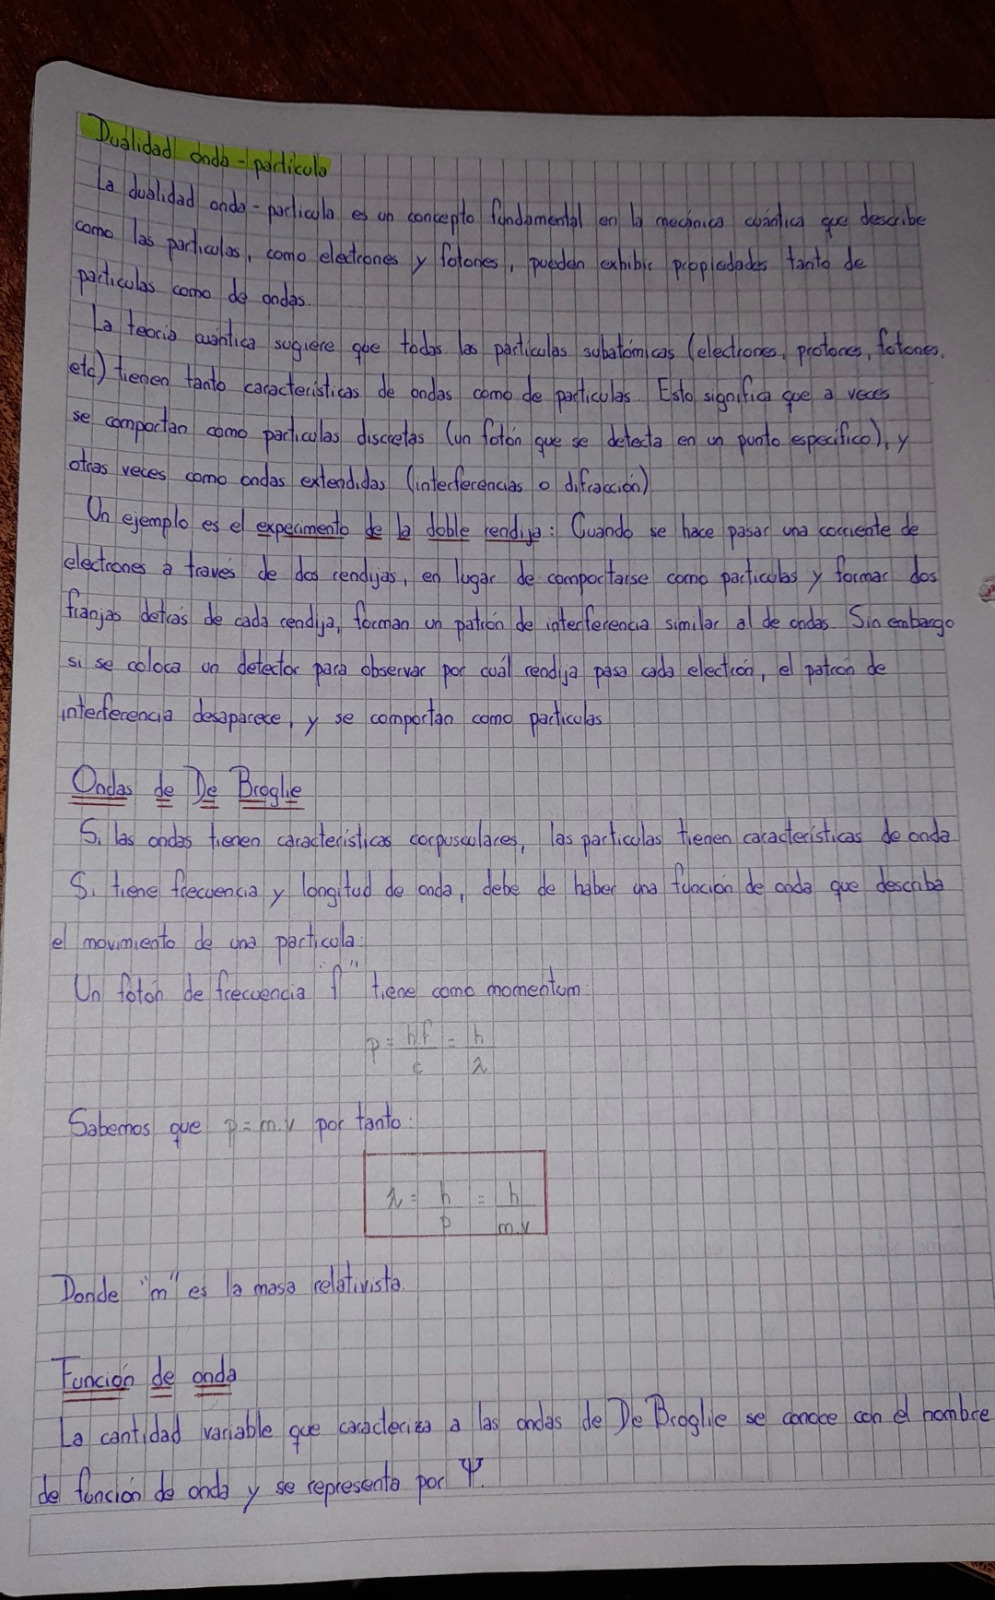 Dualidad onda-partícula
La dualidad onda-partícula es un concepto fundamental en la mecánica cuántica que describe
como las partículas, como electrones y fotones, pueden exhibir propiedades tanto de
partículas como de ondas.
La teoría cuántica sugiere que todas las partículas subatómicas (electrones, protones, fotones,
etc) tienen tanto características de ondas como de partículas. Esto significa que a veces
se comportan como partículas discretas (un fotón que se detecta en un punto específico), y
otras veces como ondas extendidas (interferencias o difracción)
Un ejemplo es el experimento de la doble rendija: Cuando se hace pasar una corriente de
electrones a través de dos rendijas, en lugar de comportarse como partículas y formar dos
franjas detrás de cada rendija, forman un patrón de interferencia similar al de ondas. Sin embargo
si se coloca un detector para observar por cuál rendija pasa cada electrón, el patrón de
interferencia desaparece, y se comportan como partículas
Ondas de De Broglie
Si las ondas tienen características corpusculares, las partículas tienen características de onda
Si tiene frecuencia y longitud de onda, debe de haber una función de onda que describa
el movimiento de una partícula:
Un fotón de frecuencia "f" tiene como momentum:
p = h.f/c = h/λ
Sabemos que p=m.v por tanto:
λ = h/p = h/m.v
Donde "m" es la masa relativista.
Función de onda
La cantidad variable que caracteriza a las ondas de De Broglie se conoce con el nombre
de función de onda y se representa por Ψ.